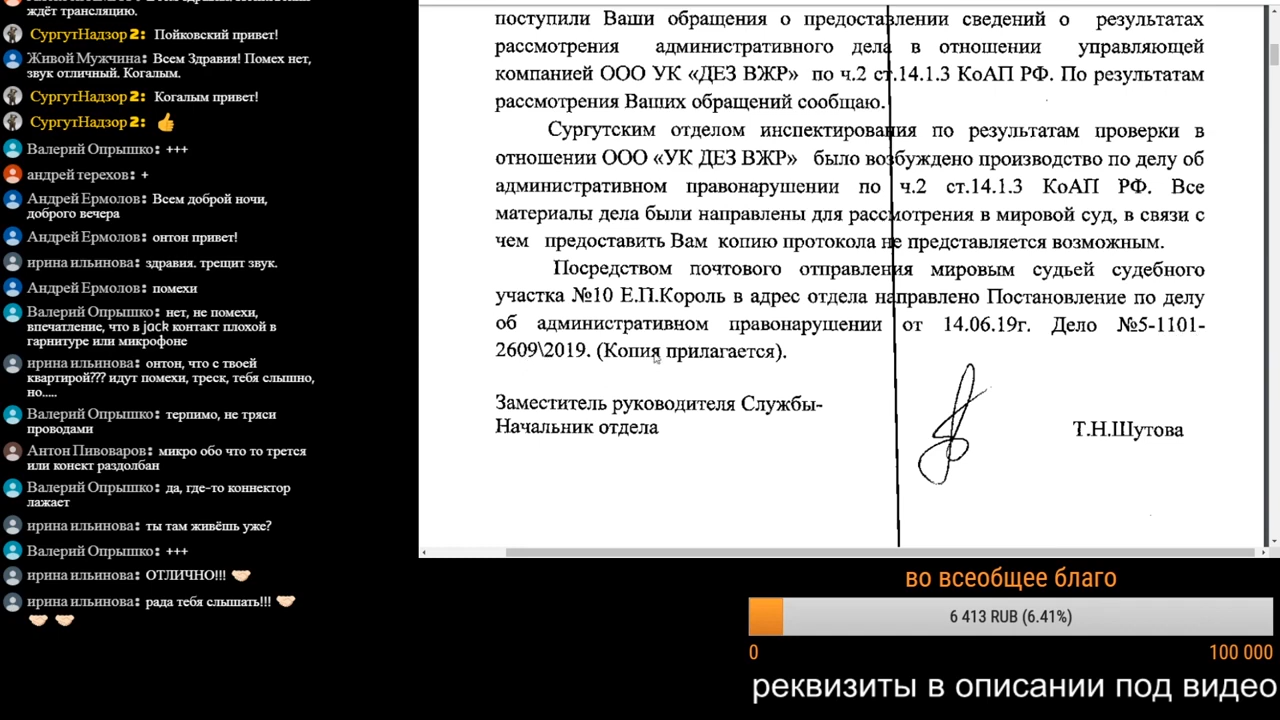 ждёт трансляцию.
СургутНадзор 2: Пойковский привет!
Живой Мужчина: Всем Здравия! Помех нет,
звук отличный. Когалым.
СургутНадзор 2: Когалым привет!
СургутНадзор 2: 👍
Валерий Опрышко: +++
андрей терехов: +
Андрей Ермолов: Всем доброй ночи,
доброго вечера
Андрей Ермолов: онтон привет!
ирина ильинова: здравия. трещит звук.
Андрей Ермолов: помехи
Валерий Опрышко: нет, не помехи,
впечатление, что в jack контакт плохой в
гарнитуре или микрофоне
ирина ильинова: онтон, что с твоей
квартирой??? идут помехи, треск, тебя слышно,
но.....
Валерий Опрышко: терпимо, не тряси
проводами
Антон Пивоваров: микро обо что то трется
или конект раздолбан
Валерий Опрышко: да, где-то коннектор
лажает
ирина ильинова: ты там живёшь уже?
Валерий Опрышко: +++
ирина ильинова: ОТЛИЧНО!!!
ирина ильинова: рада тебя слышать!!!
поступили Ваши обращения о предоставлении сведений о результатах
рассмотрения административного дела в отношении управляющей
компанией ООО УК «ДЕЗ ВЖР» по ч.2 ст.14.1.3 КоАП РФ. По результатам
рассмотрения Ваших обращений сообщаю.
Сургутским отделом инспектирования по результатам проверки в
отношении ООО «УК ДЕЗ ВЖР» было возбуждено производство по делу об
административном правонарушении по ч.2 ст.14.1.3 КоАП РФ. Все
материалы дела были направлены для рассмотрения в мировой суд, в связи с
чем предоставить Вам копию протокола не представляется возможным.
Посредством почтового отправления мировым судьей судебного
участка №10 Е.П.Король в адрес отдела направлено Постановление по делу
об административном правонарушении от 14.06.19г. Дело №5-1101-
2609\2019. (Копия прилагается).
Заместитель руководителя Службы-
Начальник отдела
Т.Н.Шутова
во всеобщее благо
6 413 RUB (6.41%)
0
100 000
реквизиты в описании под видео